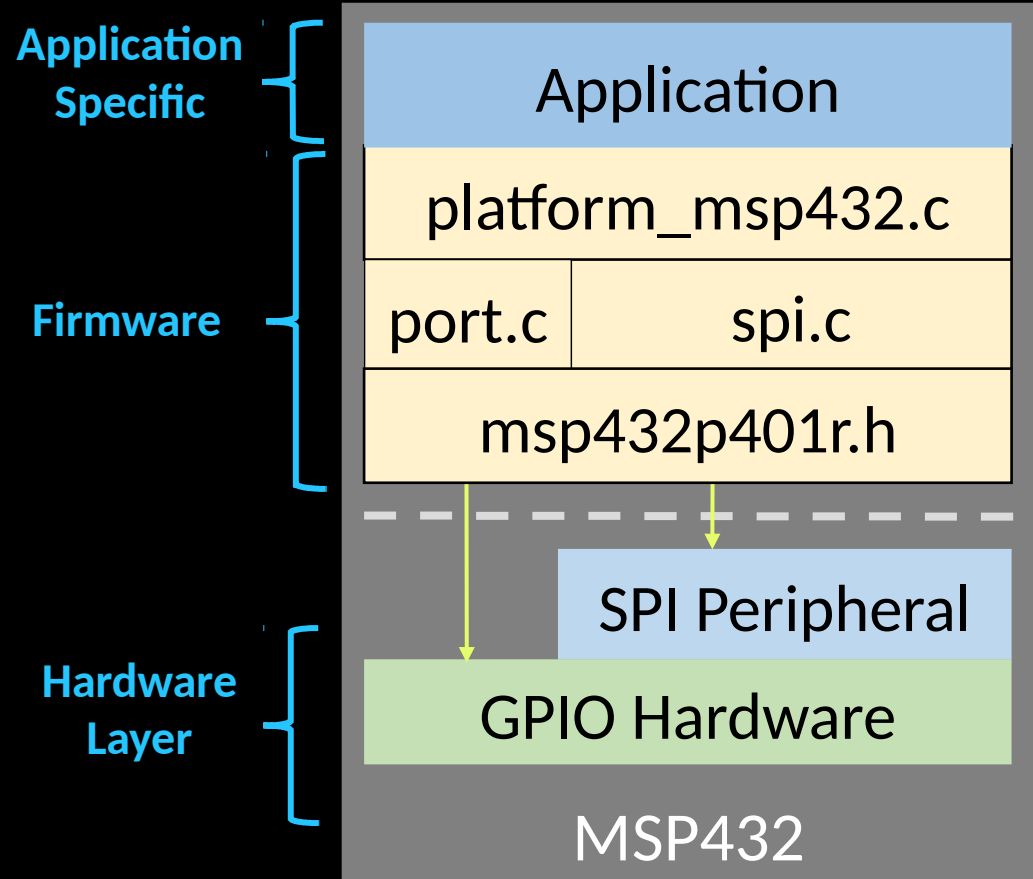 Application
Specific
Application
platform_msp432.c
Firmware
port.c
spi.c
msp432p401r.h
SPI Peripheral
Hardware
Layer
GPIO Hardware
MSP432